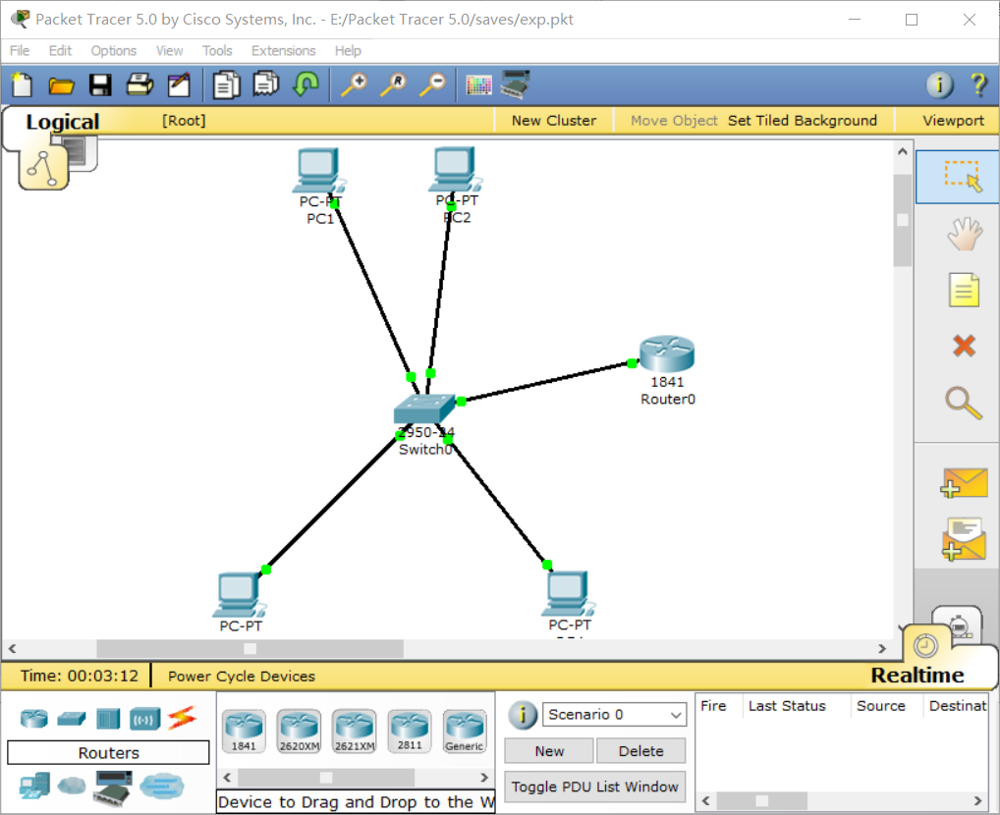 Packet Tracer 5.0 by Cisco Systems, Inc. - E:/Packet Tracer 5.0/saves/exp.pkt
File Edit Options View Tools Extensions Help
Logical [Root] New Cluster Move Object Set Tiled Background Viewport
PC-PT
PC1
PC-PT
PC2
1841
Router0
2950-24
Switch0
PC-PT
PC-PT
Time: 00:03:12 Power Cycle Devices Realtime
Routers
1841 2620XM 2621XM 2811 Generic
Device to Drag and Drop to the W
Scenario 0
New Delete
Toggle PDU List Window
Fire Last Status Source Destinat